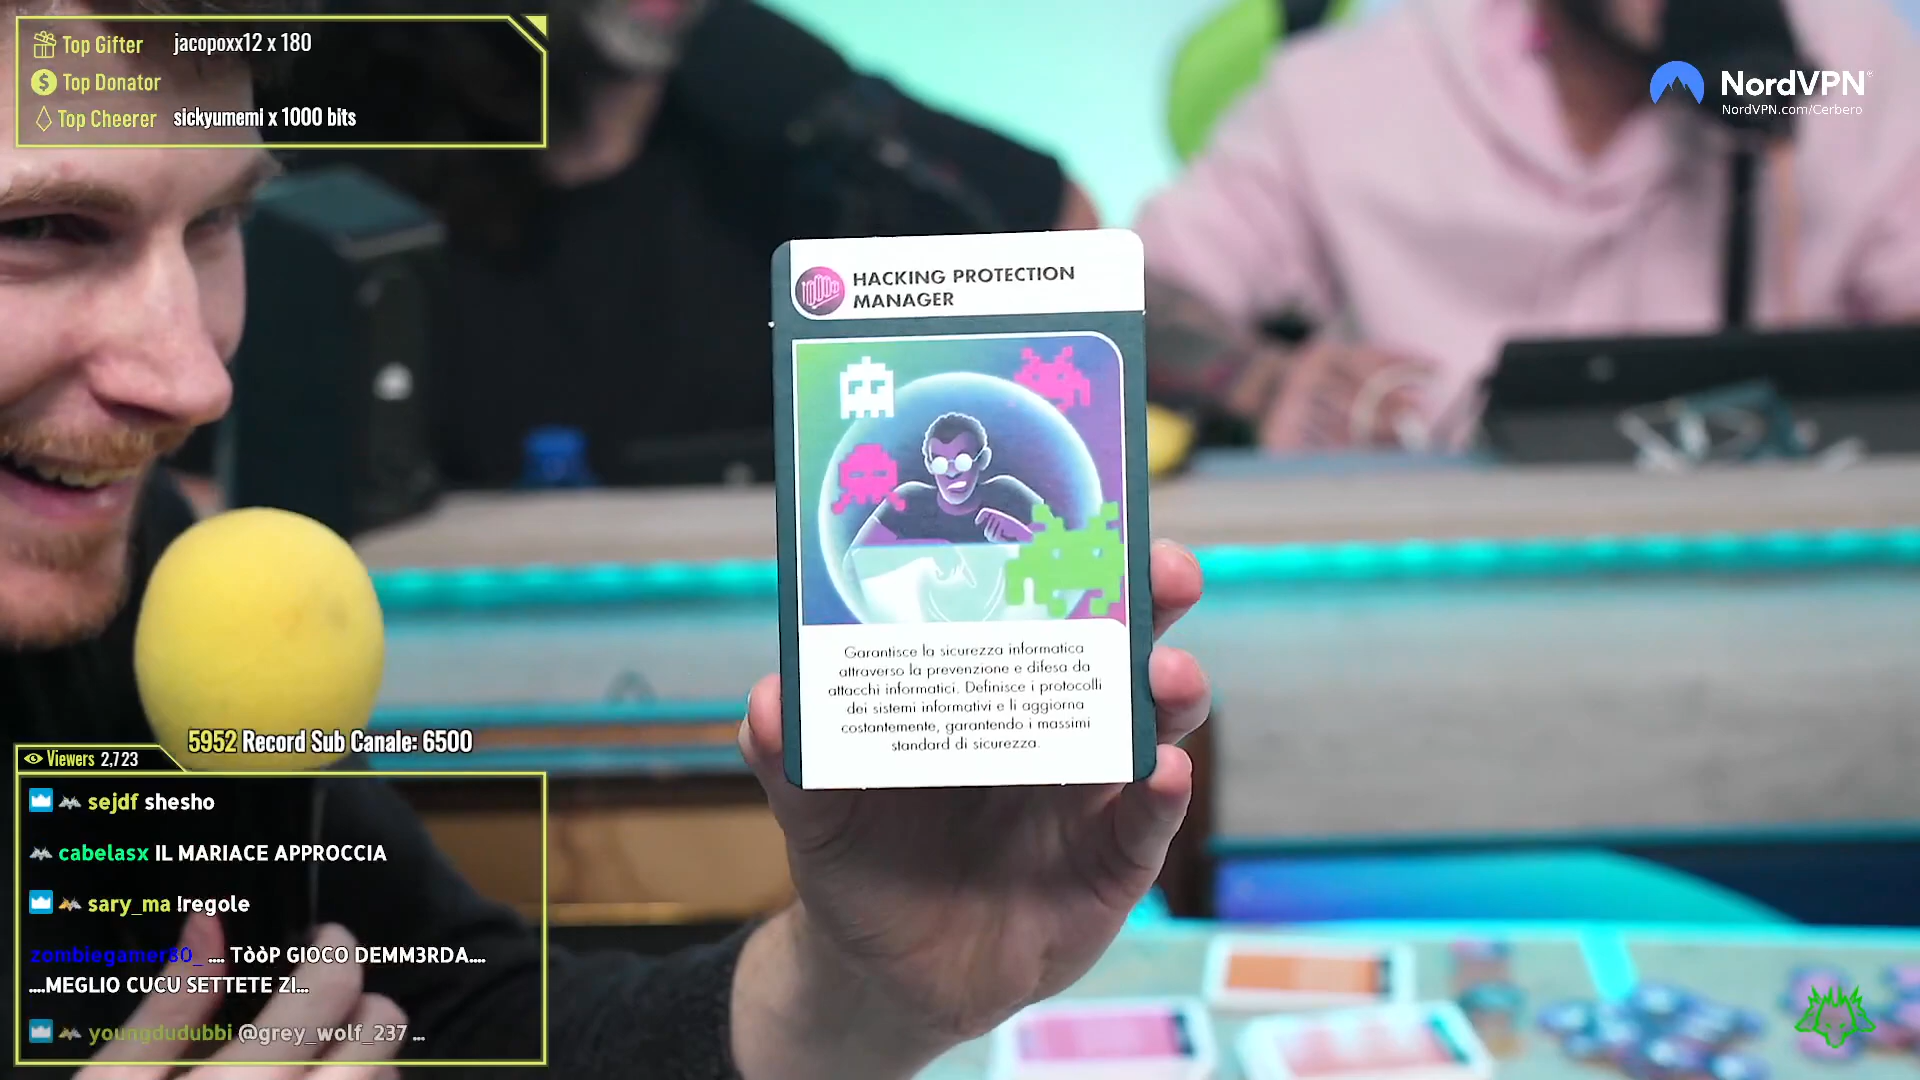 Top Gifter jacopoxx12 x 180
Top Donator
Top Cheerer sickyumemi x 1000 bits
NordVPN®
NordVPN.com/Cerbero
HACKING PROTECTION
MANAGER
Garantisce la sicurezza informatica
attraverso la prevenzione e difesa da
attacchi informatici. Definisce i protocolli
dei sistemi informativi e li aggiorna
costantemente, garantendo i massimi
standard di sicurezza.
5952 Record Sub Canale: 6500
Viewers 2,723
sejdf shesho
cabelasx IL MARIACE APPROCCIA
sary_ma !regole
zombiegamer80_ .... TòòP GIOCO DEMM3RDA....
....MEGLIO CUCU SETTETE ZI...
youngdudubbi @grey_wolf_237 ...